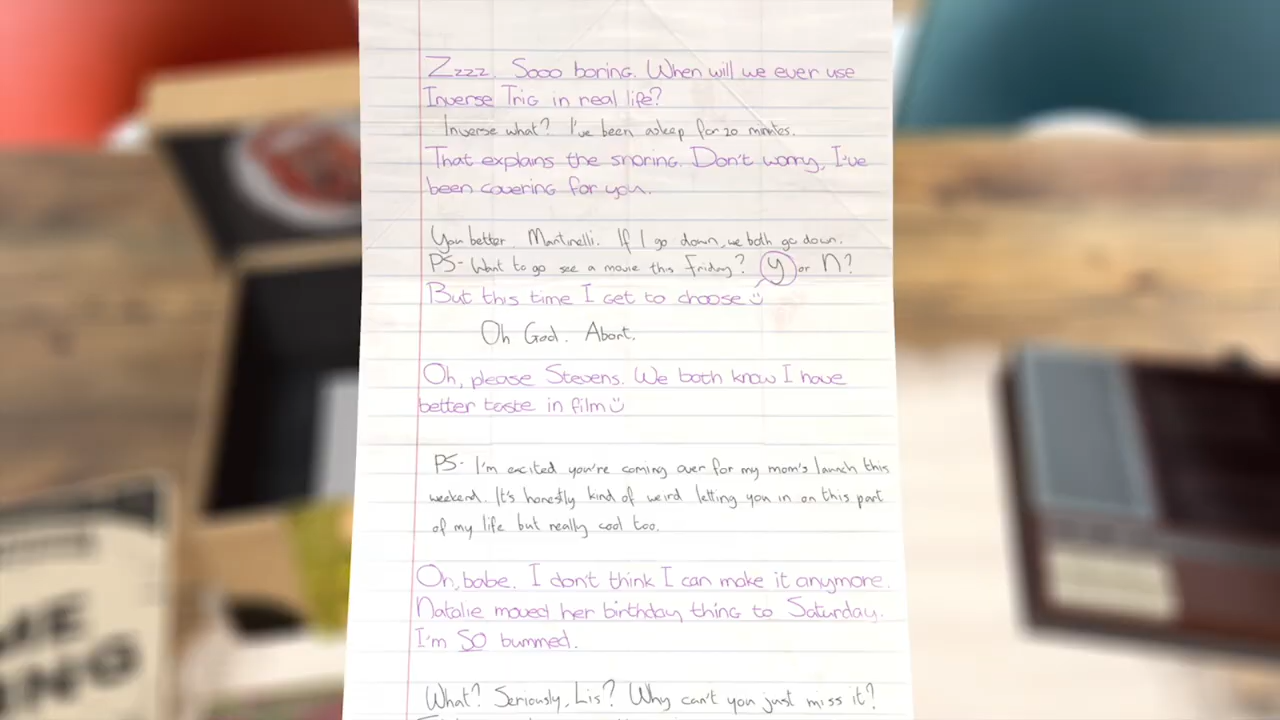 Zzzz. Sooo boring. When will we ever use
Inverse Trig in real life?
Inverse what? I've been asleep for 20 minutes.
That explains the snoring. Don't worry, I've
been covering for you.
You better Martinelli. If I go down, we both go down.
PS- Want to go see a movie this Friday? Y or N?
But this time I get to choose
Oh God. Abort.
Oh, please Stevens. We both know I have
better taste in film
PS- I'm excited you're coming over for my mom's launch this
weekend. It's honestly kind of weird letting you in on this part
of my life but really cool too.
Oh, babe. I don't think I can make it anymore.
Natalie moved her birthday thing to Saturday.
I'm SO bummed.
What? Seriously, Lis? Why can't you just miss it?